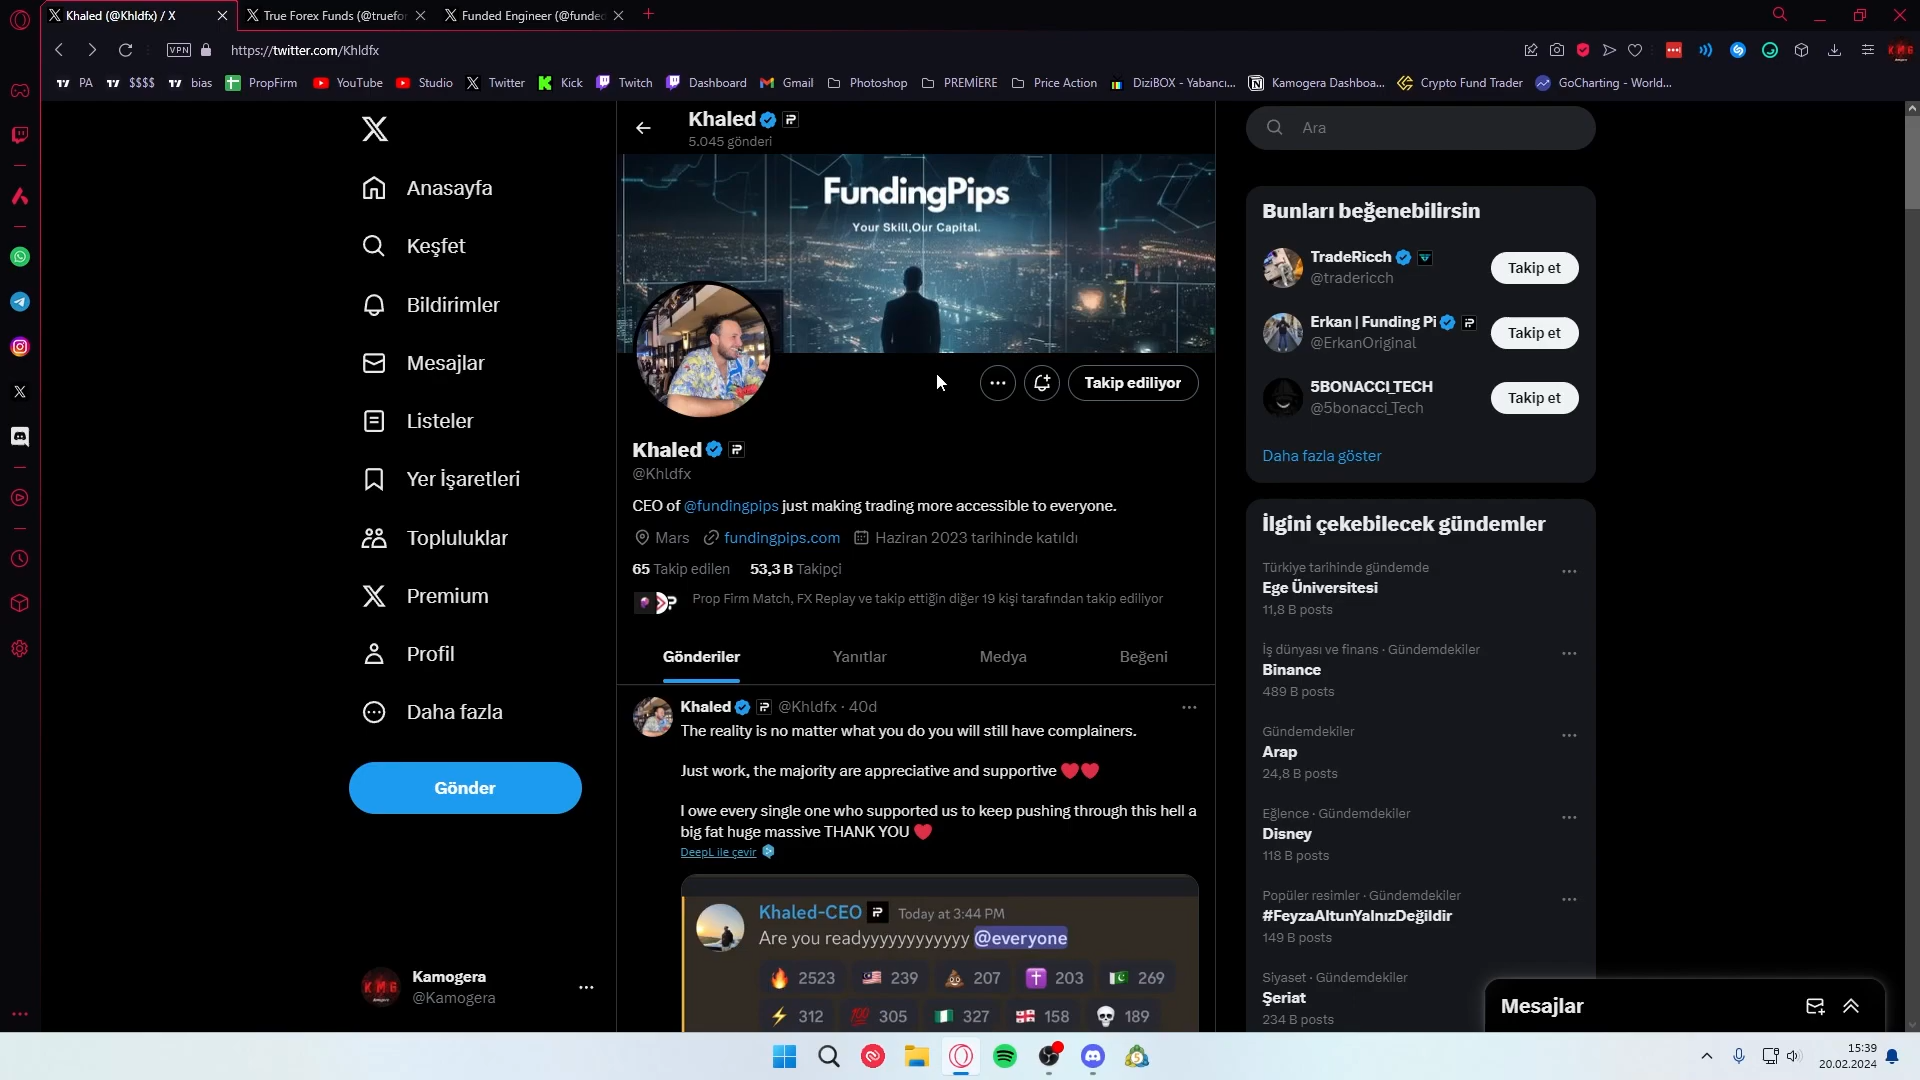 Khaled (@Khldfx) / X
True Forex Funds (@truefor
Funded Engineer (@funded
VPN
https://twitter.com/Khldfx
PA
$$$$
bias
PropFirm
YouTube
Studio
Twitter
Kick
Twitch
Dashboard
Gmail
Photoshop
PREMİERE
Price Action
DiziBOX - Yabancı...
Kamogera Dashboa...
Crypto Fund Trader
GoCharting - World...
Anasayfa
Keşfet
Bildirimler
Mesajlar
Listeler
Yer İşaretleri
Topluluklar
Premium
Profil
Daha fazla
Gönder
Kamogera
@Kamogera
Khaled
5.045 gönderi
FundingPips
Your Skill,Our Capital.
Takip ediliyor
Khaled
@Khldfx
CEO of @fundingpips just making trading more accessible to everyone.
Mars fundingpips.com Haziran 2023 tarihinde katıldı
65 Takip edilen 53,3 B Takipçi
Prop Firm Match, FX Replay ve takip ettiğin diğer 19 kişi tarafından takip ediliyor
Gönderiler Yanıtlar Medya Beğeni
Khaled @Khldfx · 40d
The reality is no matter what you do you will still have complainers.
Just work, the majority are appreciative and supportive ❤️❤️
I owe every single one who supported us to keep pushing through this hell a
big fat huge massive THANK YOU ❤️
DeepL ile çevir
Khaled-CEO Today at 3:44 PM
Are you readyyyyyyyyyyyy @everyone
🔥 2523 🇲🇾 239 💩 207 ✝️ 203 🇵🇰 269
⚡ 312 💯 305 🇳🇬 327 🇬🇪 158 💀 189
Ara
Bunları beğenebilirsin
TradeRicch
@tradericch
Takip et
Erkan | Funding Pi
@ErkanOriginal
Takip et
5BONACCI_TECH
@5bonacci_Tech
Takip et
Daha fazla göster
İlgini çekebilecek gündemler
Türkiye tarihinde gündemde
Ege Üniversitesi
11,8 B posts
İş dünyası ve finans · Gündemdekiler
Binance
489 B posts
Gündemdekiler
Arap
24,8 B posts
Eğlence · Gündemdekiler
Disney
118 B posts
Popüler resimler · Gündemdekiler
#FeyzaAltunYalnızDeğildir
149 B posts
Siyaset · Gündemdekiler
Şeriat
234 B posts
Mesajlar
15:39
20.02.2024